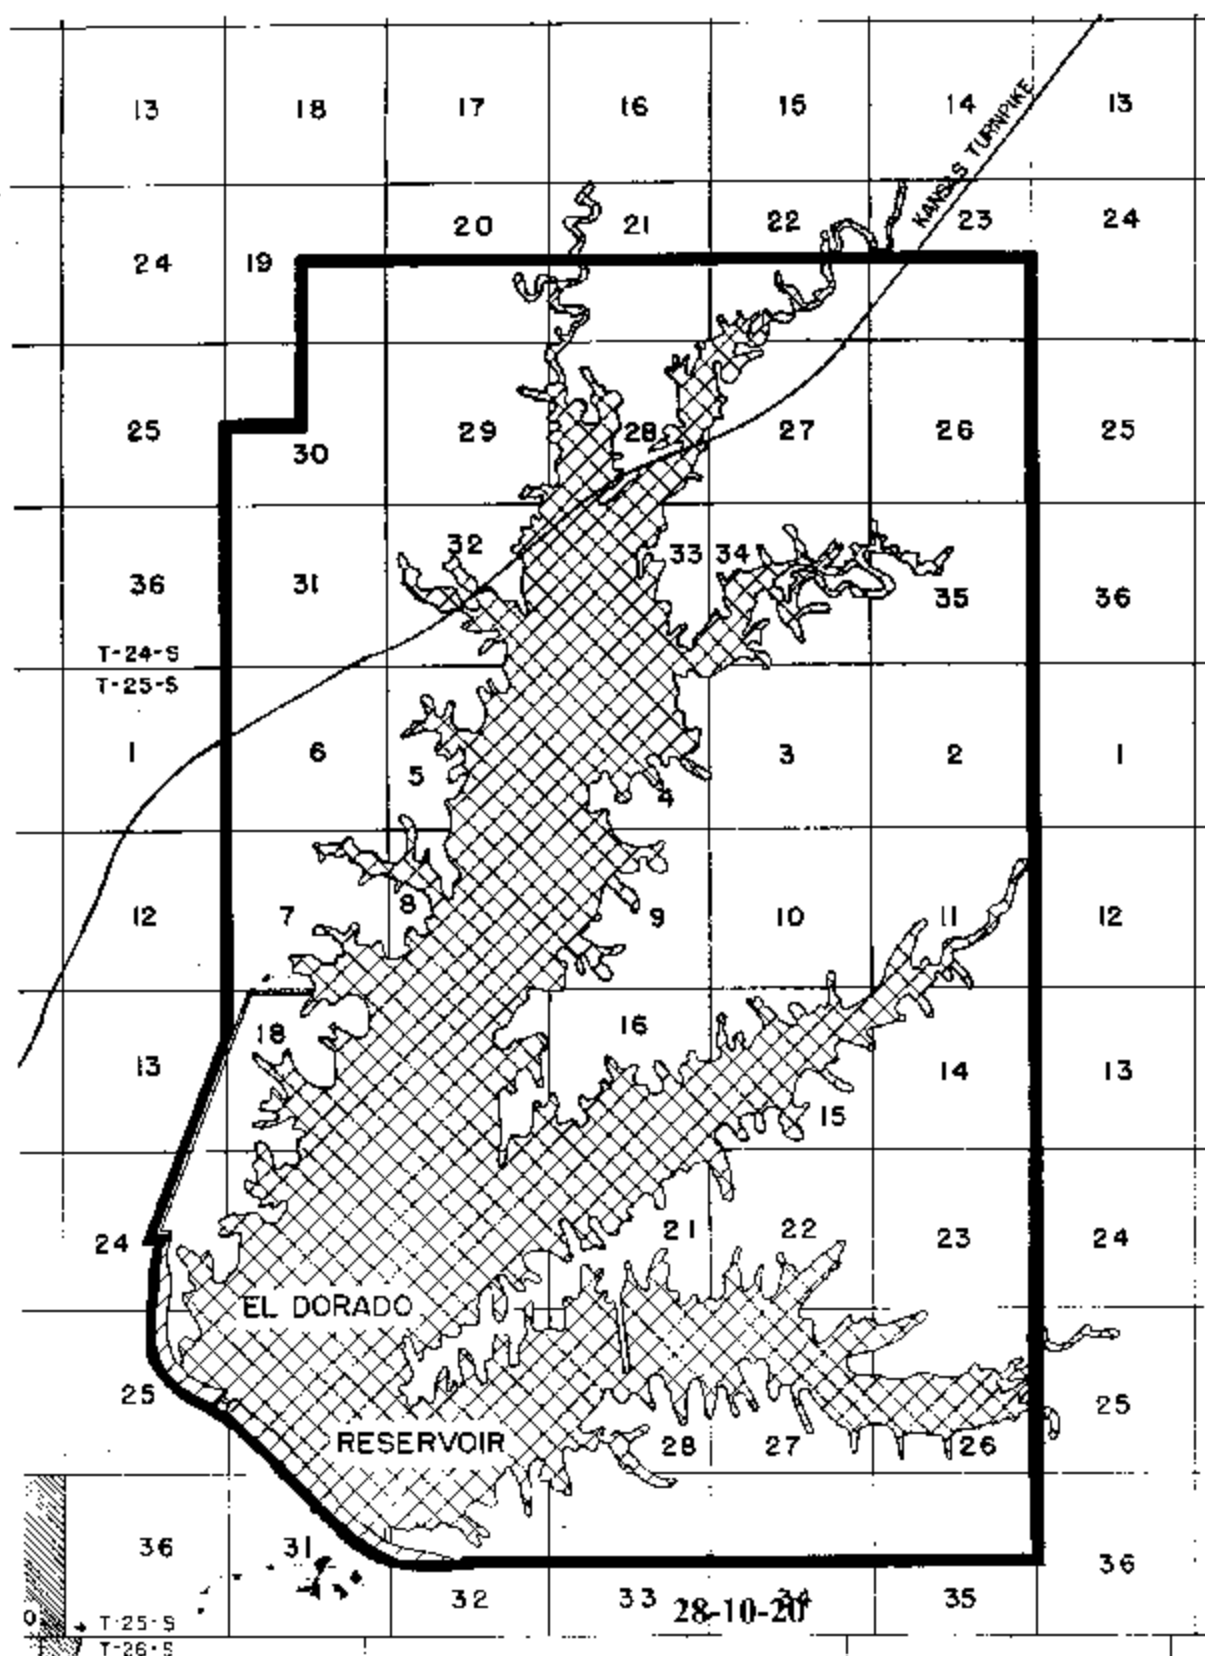 13 18 17 16 15 14 13
KANSAS TURNPIKE
20 21 22 23 24
24 19
25 30 29 28 27 26 25
32 33 34
36 31 35 36
T-24-S
T-25-S
1 6 5 4 3 2 1
12 7 8 9 10 11 12
18 16
13 14 13
15
24 21 22 23 24
EL DORADO
25 25
RESERVOIR 28 27 26
36 31 36
32 33 34 35
28-10-20
T-25-S
T-26-S